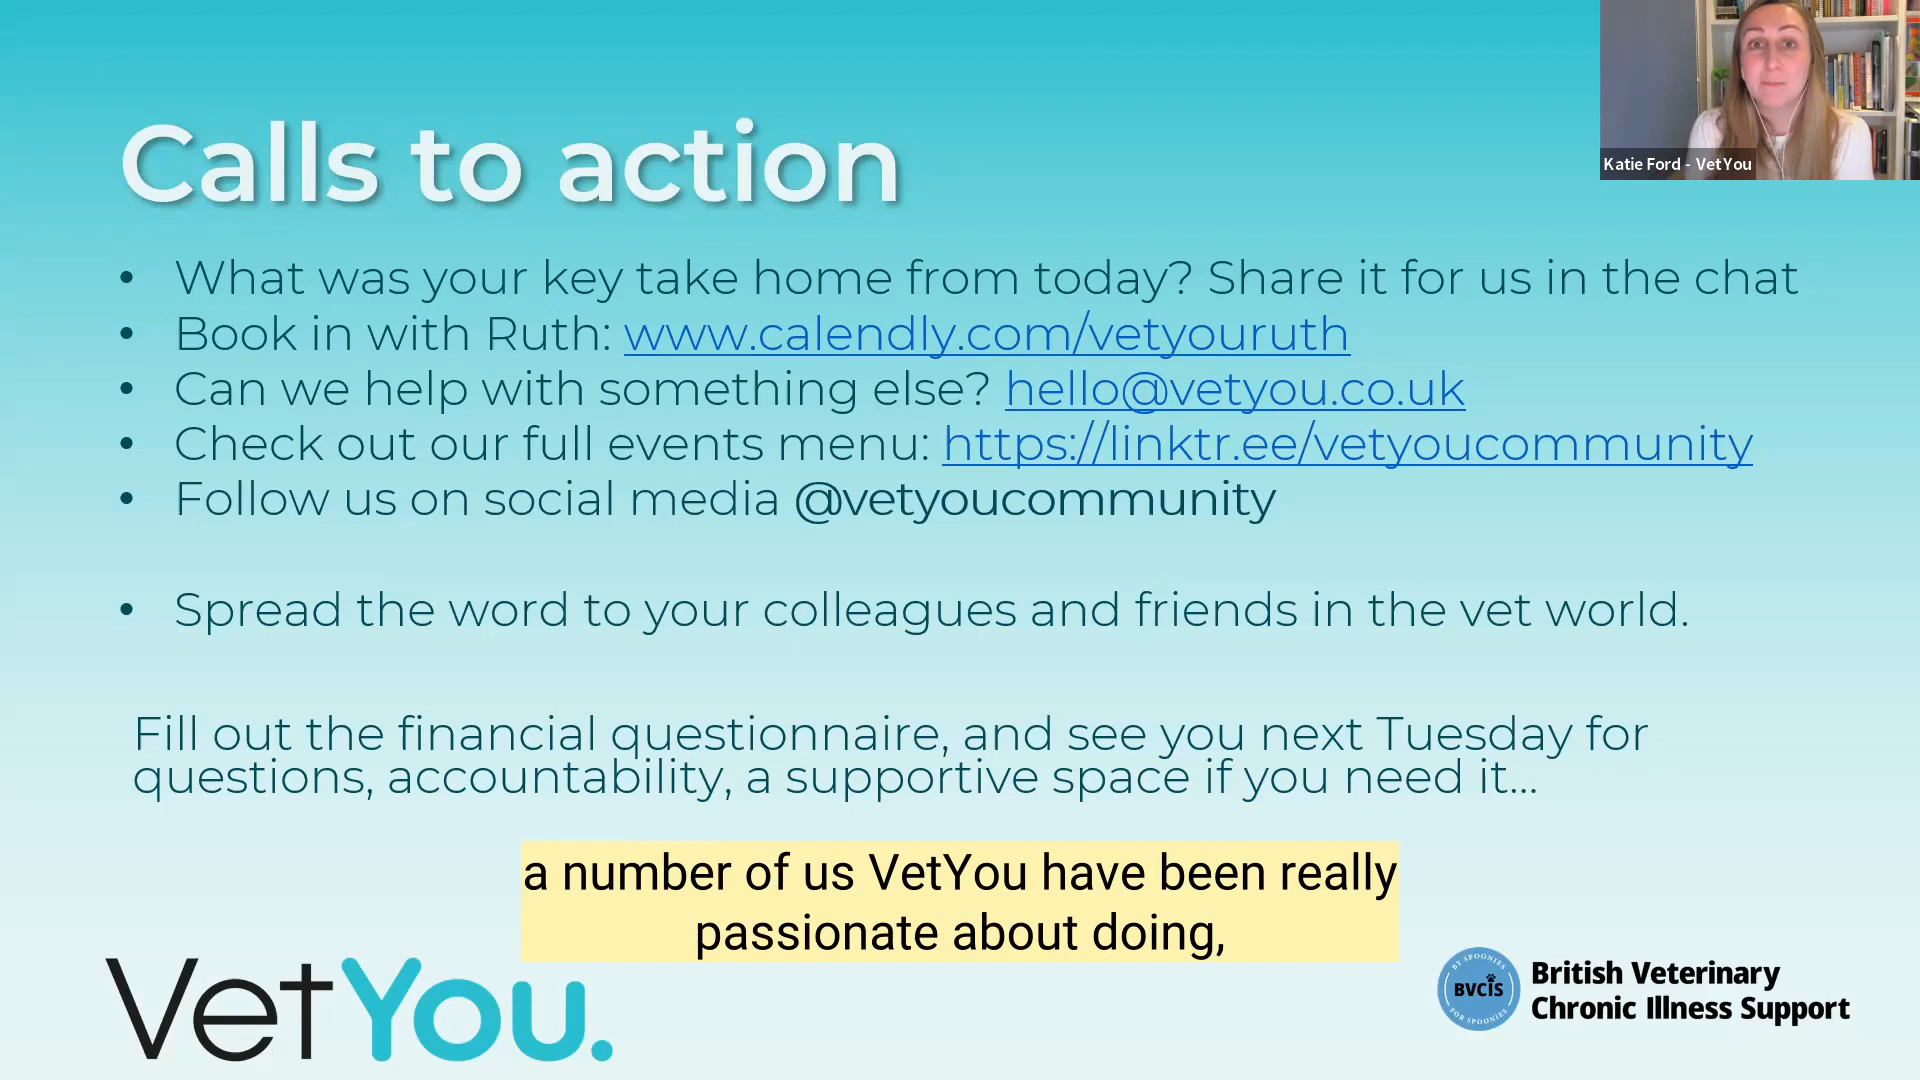 Calls to action
• What was your key take home from today? Share it for us in the chat
• Book in with Ruth: www.calendly.com/vetyouruth
• Can we help with something else? hello@vetyou.co.uk
• Check out our full events menu: https://linktr.ee/vetyoucommunity
• Follow us on social media @vetyoucommunity
• Spread the word to your colleagues and friends in the vet world.
Fill out the financial questionnaire, and see you next Tuesday for
questions, accountability, a supportive space if you need it...
Katie Ford - VetYou
a number of us VetYou have been really
passionate about doing,
VetYou.
BY SPOONIES
BVCIS
FOR SPOONIES
British Veterinary
Chronic Illness Support